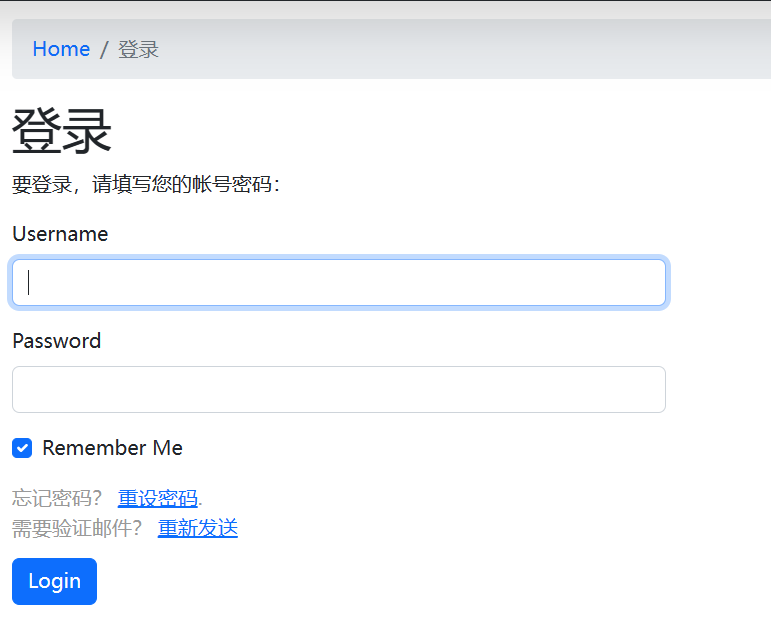 Home / 登录
登录
要登录，请填写您的帐号密码：
Username
Password
Remember Me
忘记密码？ 重设密码.
需要验证邮件？ 重新发送
Login